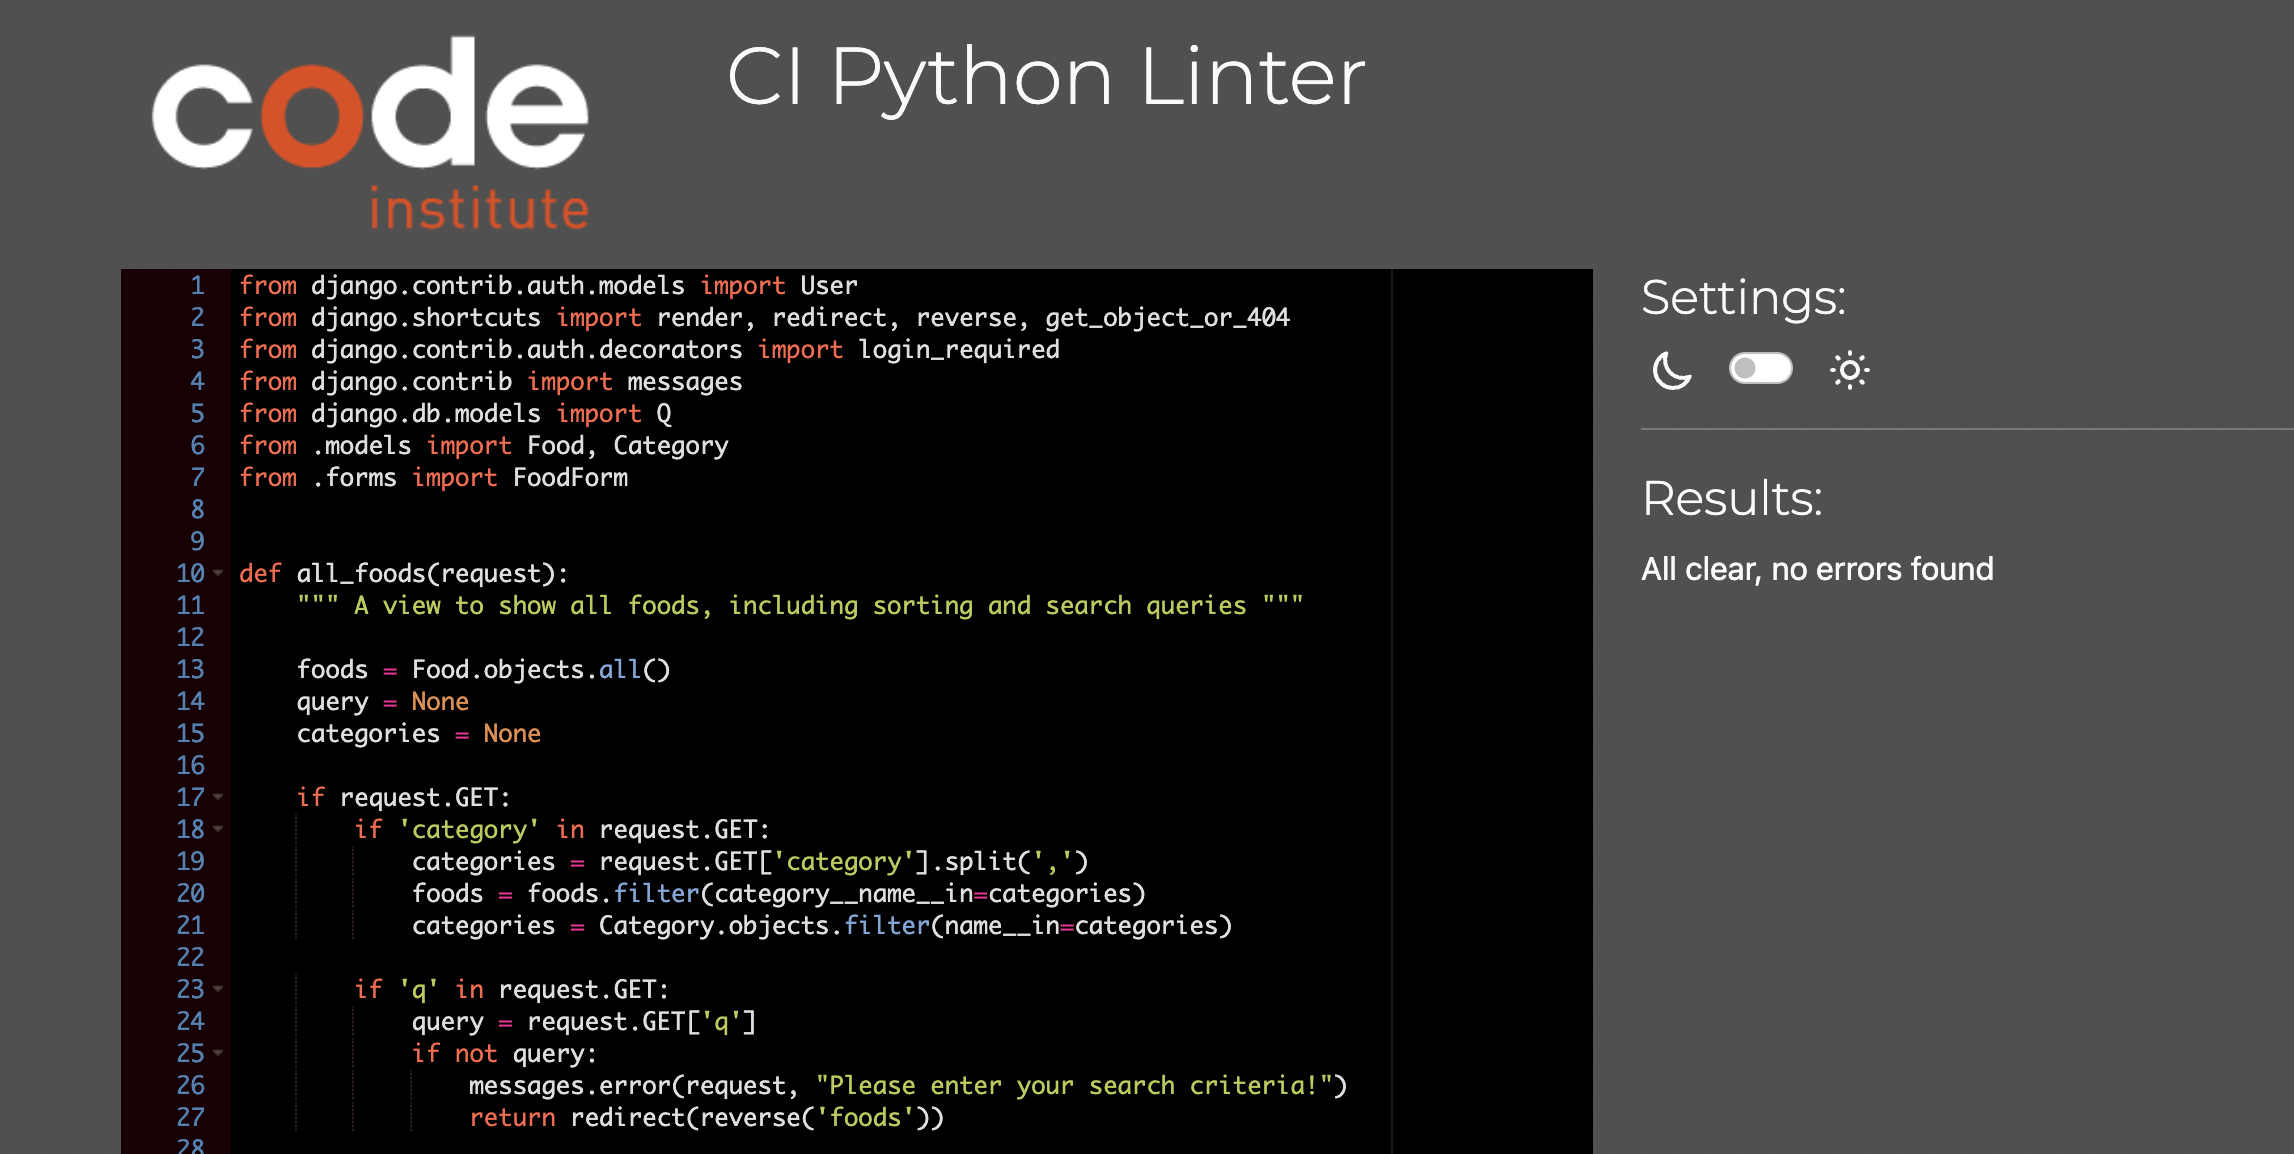 code
institute
CI Python Linter
1 from django.contrib.auth.models import User
2 from django.shortcuts import render, redirect, reverse, get_object_or_404
3 from django.contrib.auth.decorators import login_required
4 from django.contrib import messages
5 from django.db.models import Q
6 from .models import Food, Category
7 from .forms import FoodForm
8
9
10 def all_foods(request):
11     """ A view to show all foods, including sorting and search queries """
12
13     foods = Food.objects.all()
14     query = None
15     categories = None
16
17     if request.GET:
18         if 'category' in request.GET:
19             categories = request.GET['category'].split(',')
20             foods = foods.filter(category__name__in=categories)
21             categories = Category.objects.filter(name__in=categories)
22
23         if 'q' in request.GET:
24             query = request.GET['q']
25             if not query:
26                 messages.error(request, "Please enter your search criteria!")
27                 return redirect(reverse('foods'))
28
Settings:
Results:
All clear, no errors found